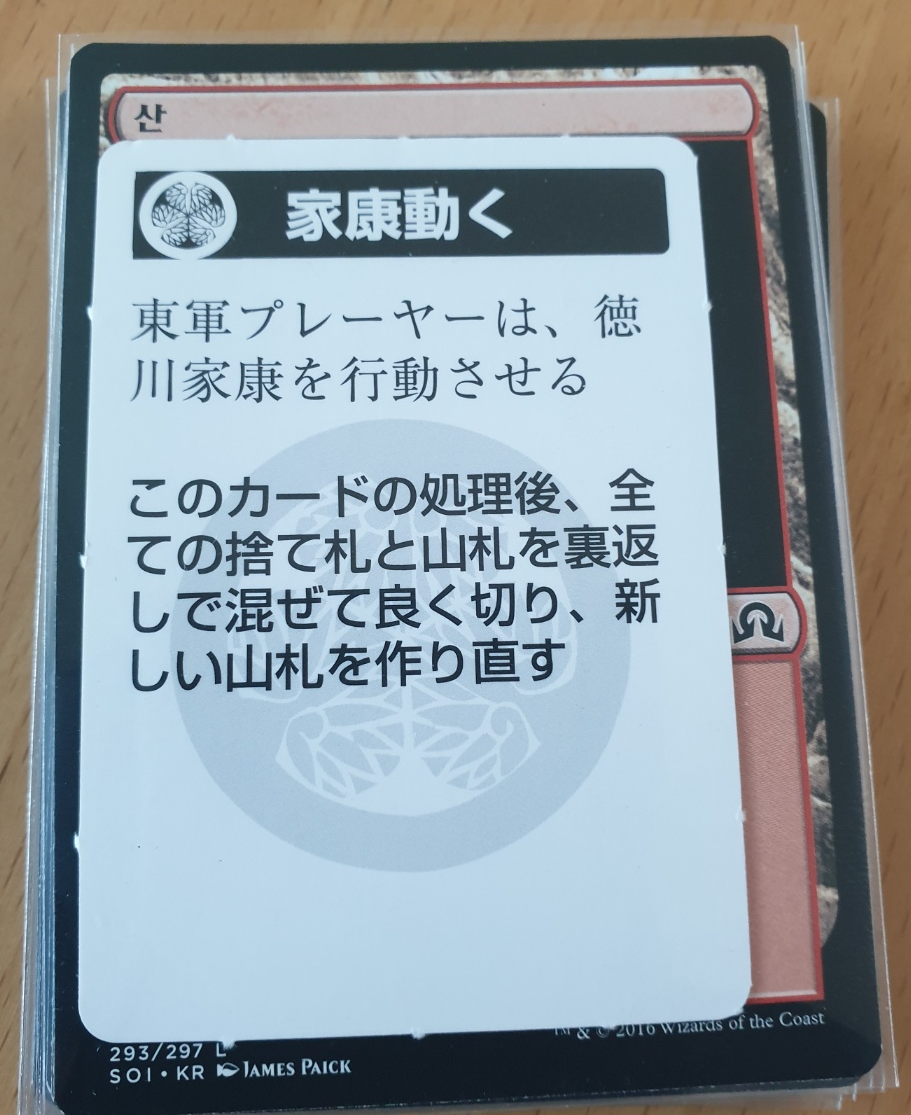 산
家康動く
東軍プレーヤーは、徳
川家康を行動させる
このカードの処理後、全
ての捨て札と山札を裏返
しで混ぜて良く切り、新
しい山札を作り直す
™ & © 2016 Wizards of the Coast
293/297 L
SOI • KR JAMES PAICK